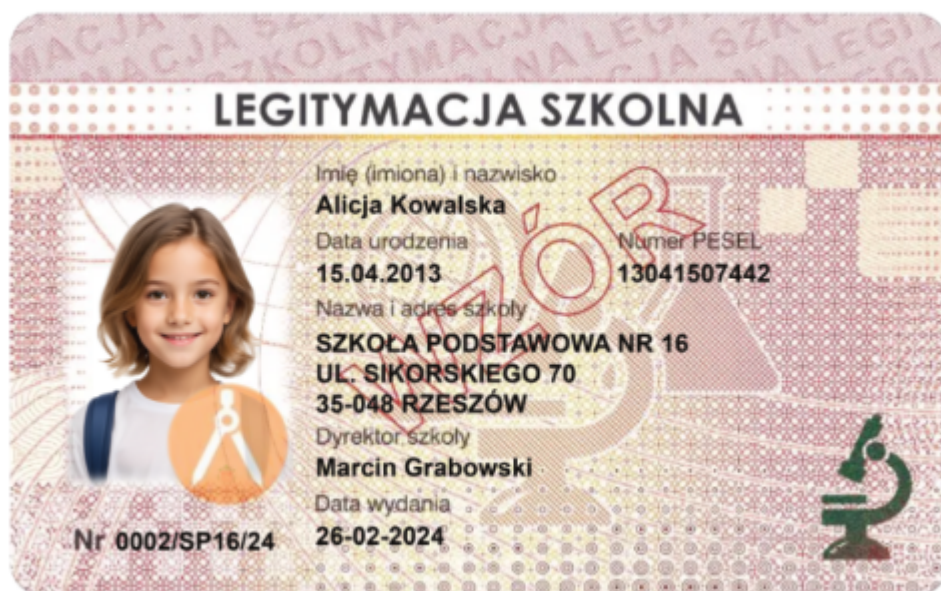 LEGITYMACJA SZKOLNA
Imię (imiona) i nazwisko
Alicja Kowalska
Data urodzenia Numer PESEL
15.04.2013 13041507442
Nazwa i adres szkoły
SZKOŁA PODSTAWOWA NR 16
UL. SIKORSKIEGO 70
35-048 RZESZÓW
Dyrektor szkoły
Marcin Grabowski
Data wydania
26-02-2024
Nr 0002/SP16/24
WZÓR